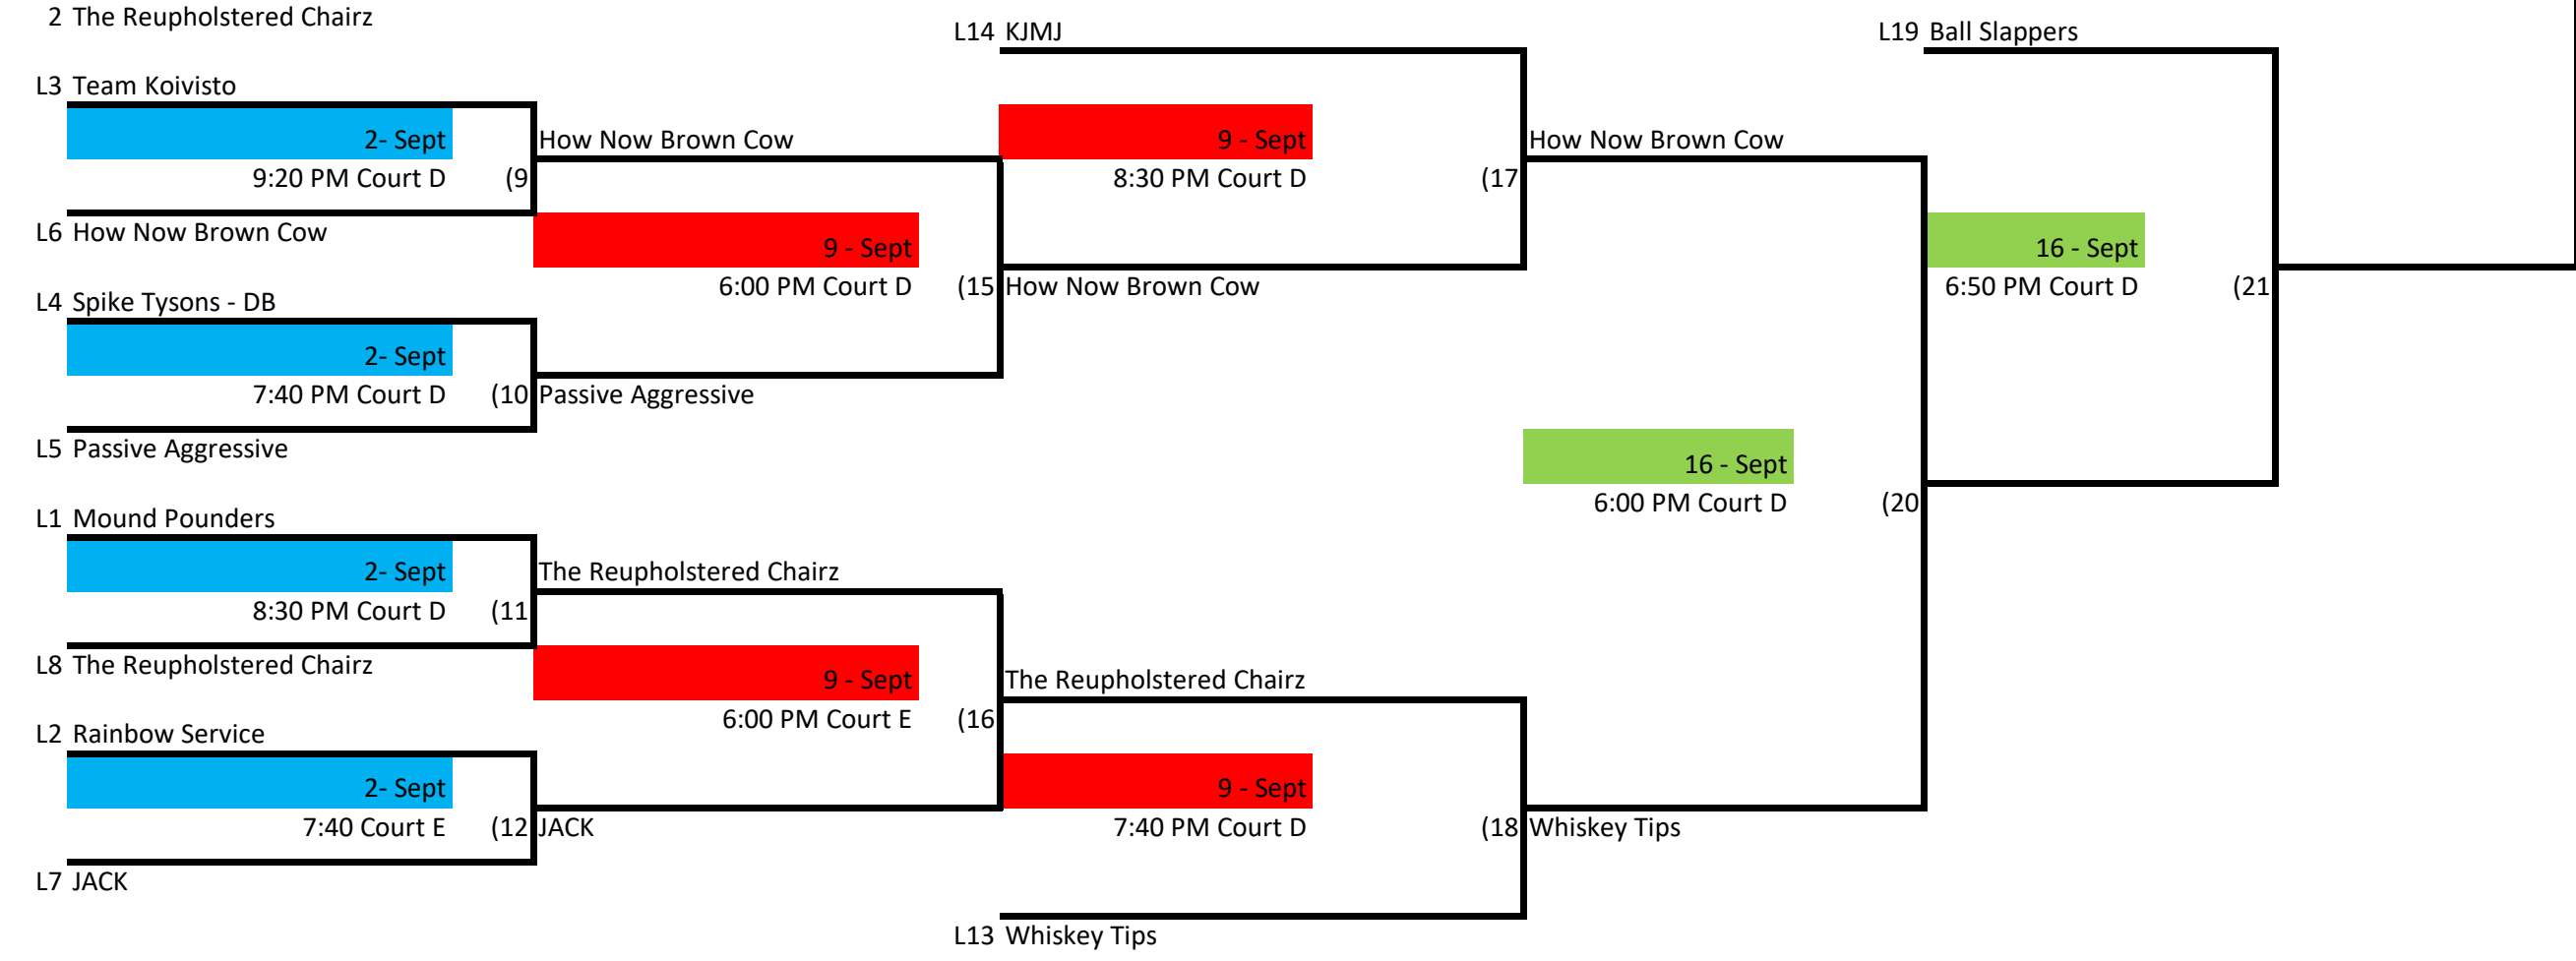 2 The Reupholstered Chairz
L14 KJMJ
L19 Ball Slappers
L3 Team Koivisto
2- Sept
How Now Brown Cow
9 - Sept
How Now Brown Cow
9:20 PM Court D
(9
8:30 PM Court D
(17
L6 How Now Brown Cow
9 - Sept
16 - Sept
6:00 PM Court D
(15
How Now Brown Cow
6:50 PM Court D
(21
L4 Spike Tysons - DB
2- Sept
7:40 PM Court D
(10
Passive Aggressive
L5 Passive Aggressive
16 - Sept
6:00 PM Court D
(20
L1 Mound Pounders
2- Sept
The Reupholstered Chairz
8:30 PM Court D
(11
L8 The Reupholstered Chairz
9 - Sept
The Reupholstered Chairz
6:00 PM Court E
(16
L2 Rainbow Service
2- Sept
9 - Sept
7:40 Court E
(12
JACK
7:40 PM Court D
(18
Whiskey Tips
L7 JACK
L13 Whiskey Tips